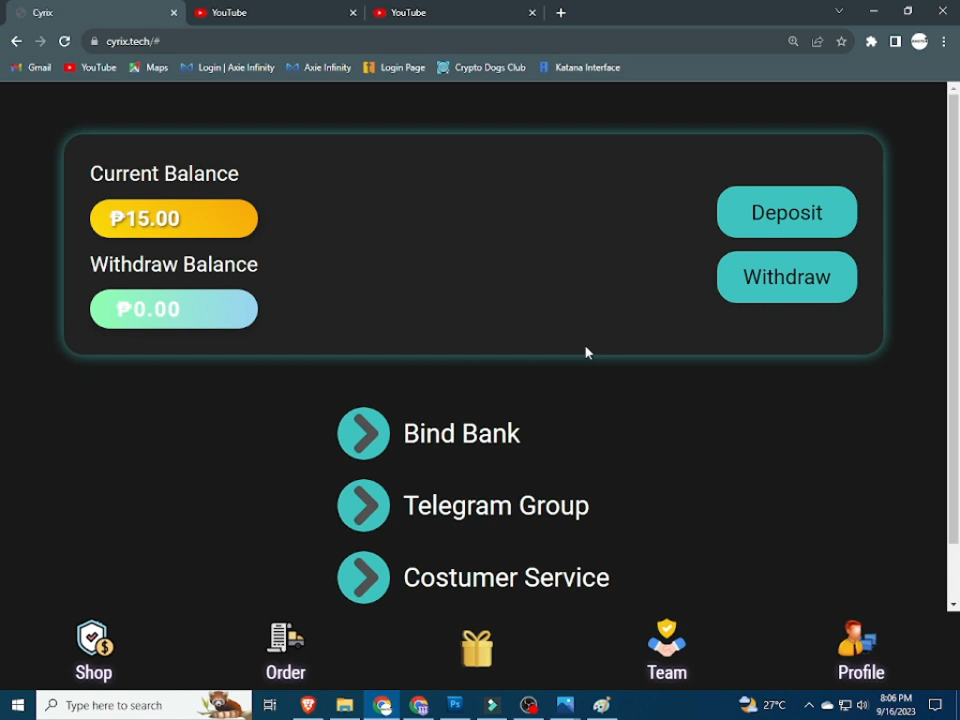 Cyrix
YouTube
YouTube
cyrix.tech/#
Gmail
YouTube
Maps
Login | Axie Infinity
Axie Infinity
Login Page
Crypto Dogs Club
Katana Interface
Current Balance
₱15.00
Withdraw Balance
₱0.00
Deposit
Withdraw
Bind Bank
Telegram Group
Costumer Service
Shop
Order
Team
Profile
Type here to search
Ps
27°C
8:06 PM
9/16/2023